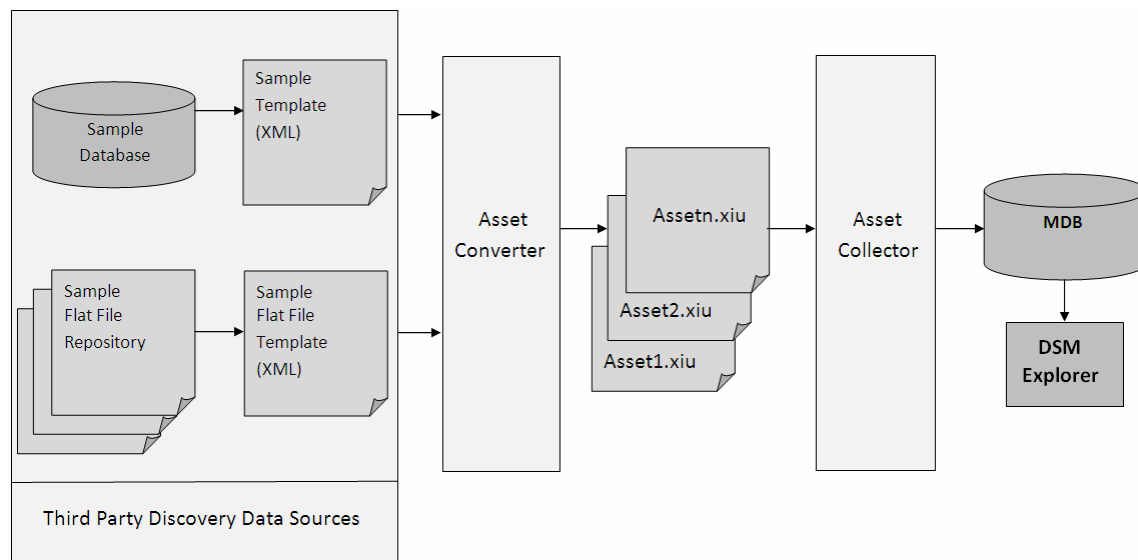 Sample
Database
Sample
Template
(XML)
Sample
Flat File
Repository
Sample
Flat File
Template
(XML)
Third Party Discovery Data Sources
Asset
Converter
Assetn.xiu
Asset2.xiu
Asset1.xiu
Asset
Collector
MDB
DSM
Explorer